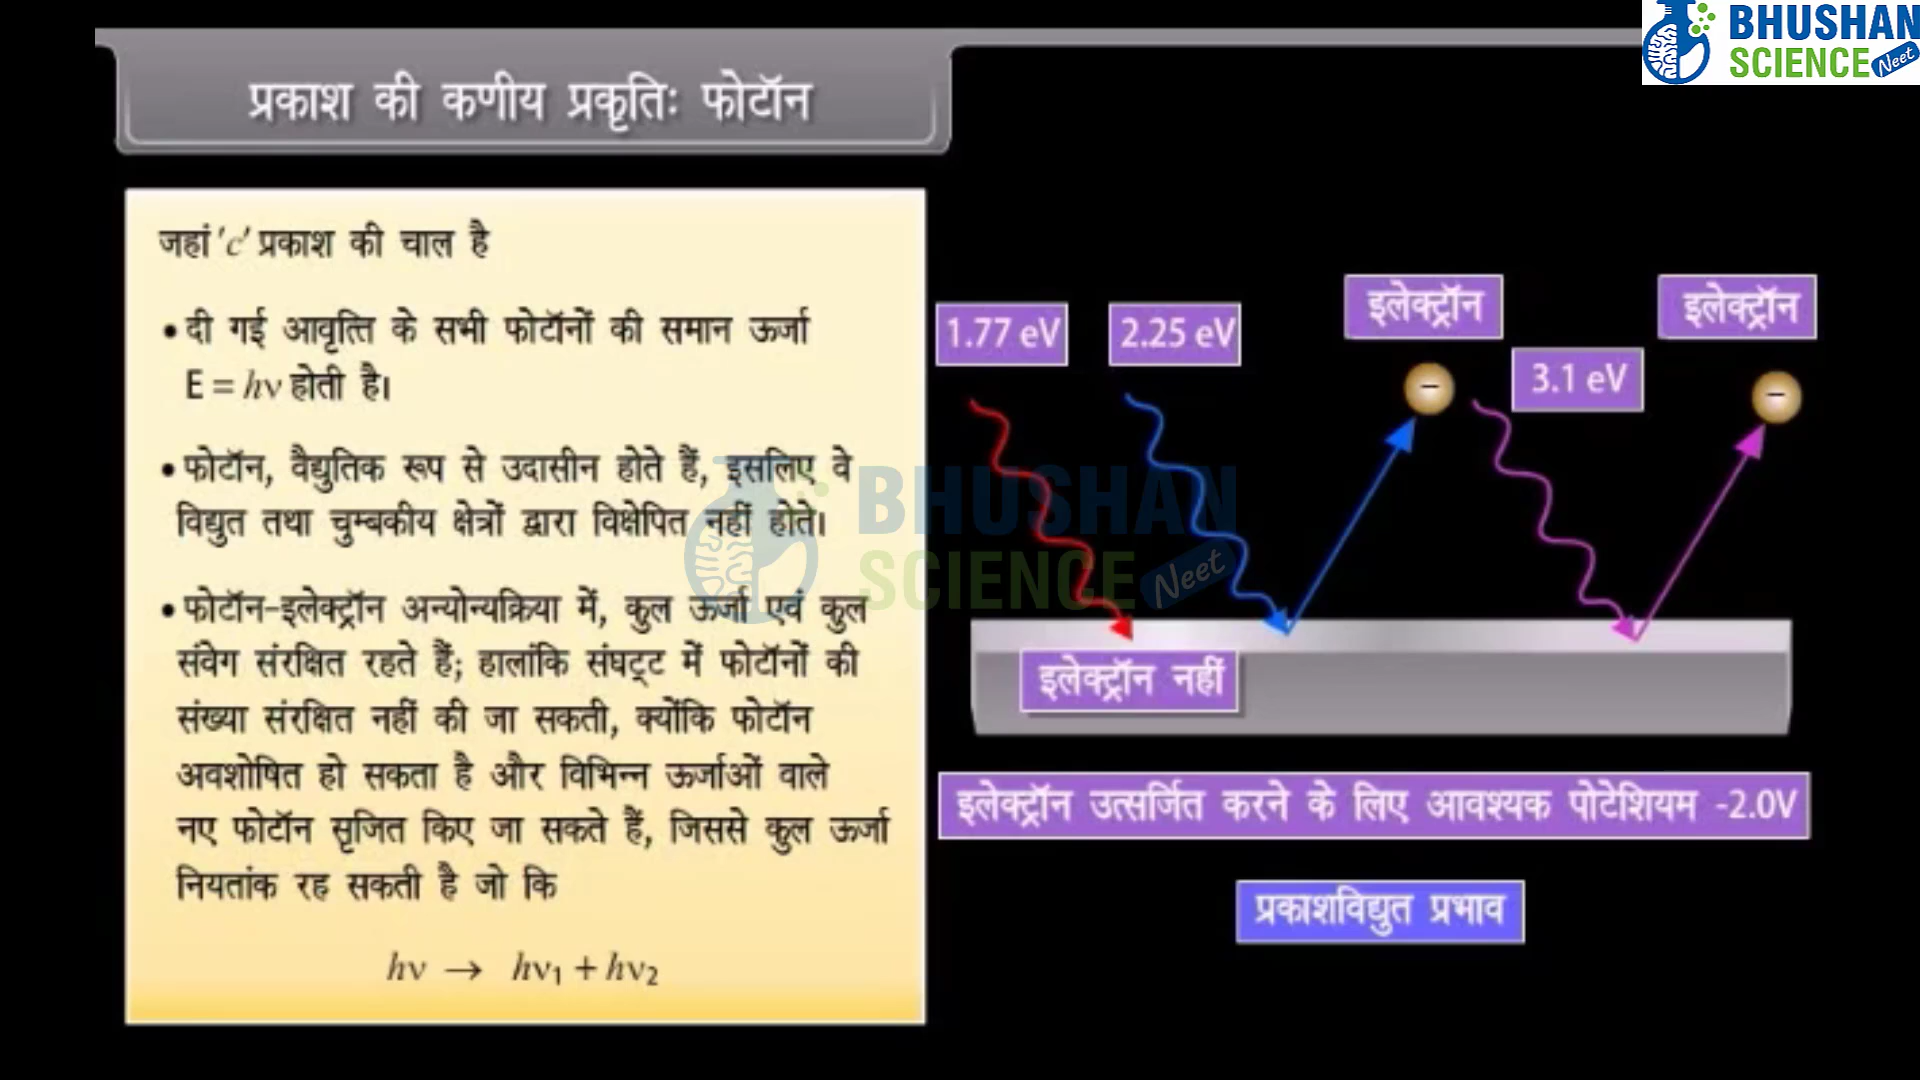 BHUSHAN
SCIENCE Neet
प्रकाश की कणीय प्रकृतिः फोटॉन
जहां 'c' प्रकाश की चाल है
• दी गई आवृत्ति के सभी फोटॉनों की समान ऊर्जा
E = hν होती है।
• फोटॉन, वैद्युतिक रूप से उदासीन होते हैं, इसलिए वे
विद्युत तथा चुम्बकीय क्षेत्रों द्वारा विक्षेपित नहीं होते।
• फोटॉन-इलेक्ट्रॉन अन्योन्यक्रिया में, कुल ऊर्जा एवं कुल
संवेग संरक्षित रहते हैं; हालांकि संघट्ट में फोटॉनों की
संख्या संरक्षित नहीं की जा सकती, क्योंकि फोटॉन
अवशोषित हो सकता है और विभिन्न ऊर्जाओं वाले
नए फोटॉन सृजित किए जा सकते हैं, जिससे कुल ऊर्जा
नियतांक रह सकती है जो कि
hν → hν₁ + hν₂
1.77 eV
2.25 eV
इलेक्ट्रॉन
3.1 eV
इलेक्ट्रॉन
−
−
BHUSHAN
SCIENCE Neet
इलेक्ट्रॉन नहीं
इलेक्ट्रॉन उत्सर्जित करने के लिए आवश्यक पोटेशियम -2.0V
प्रकाशविद्युत प्रभाव